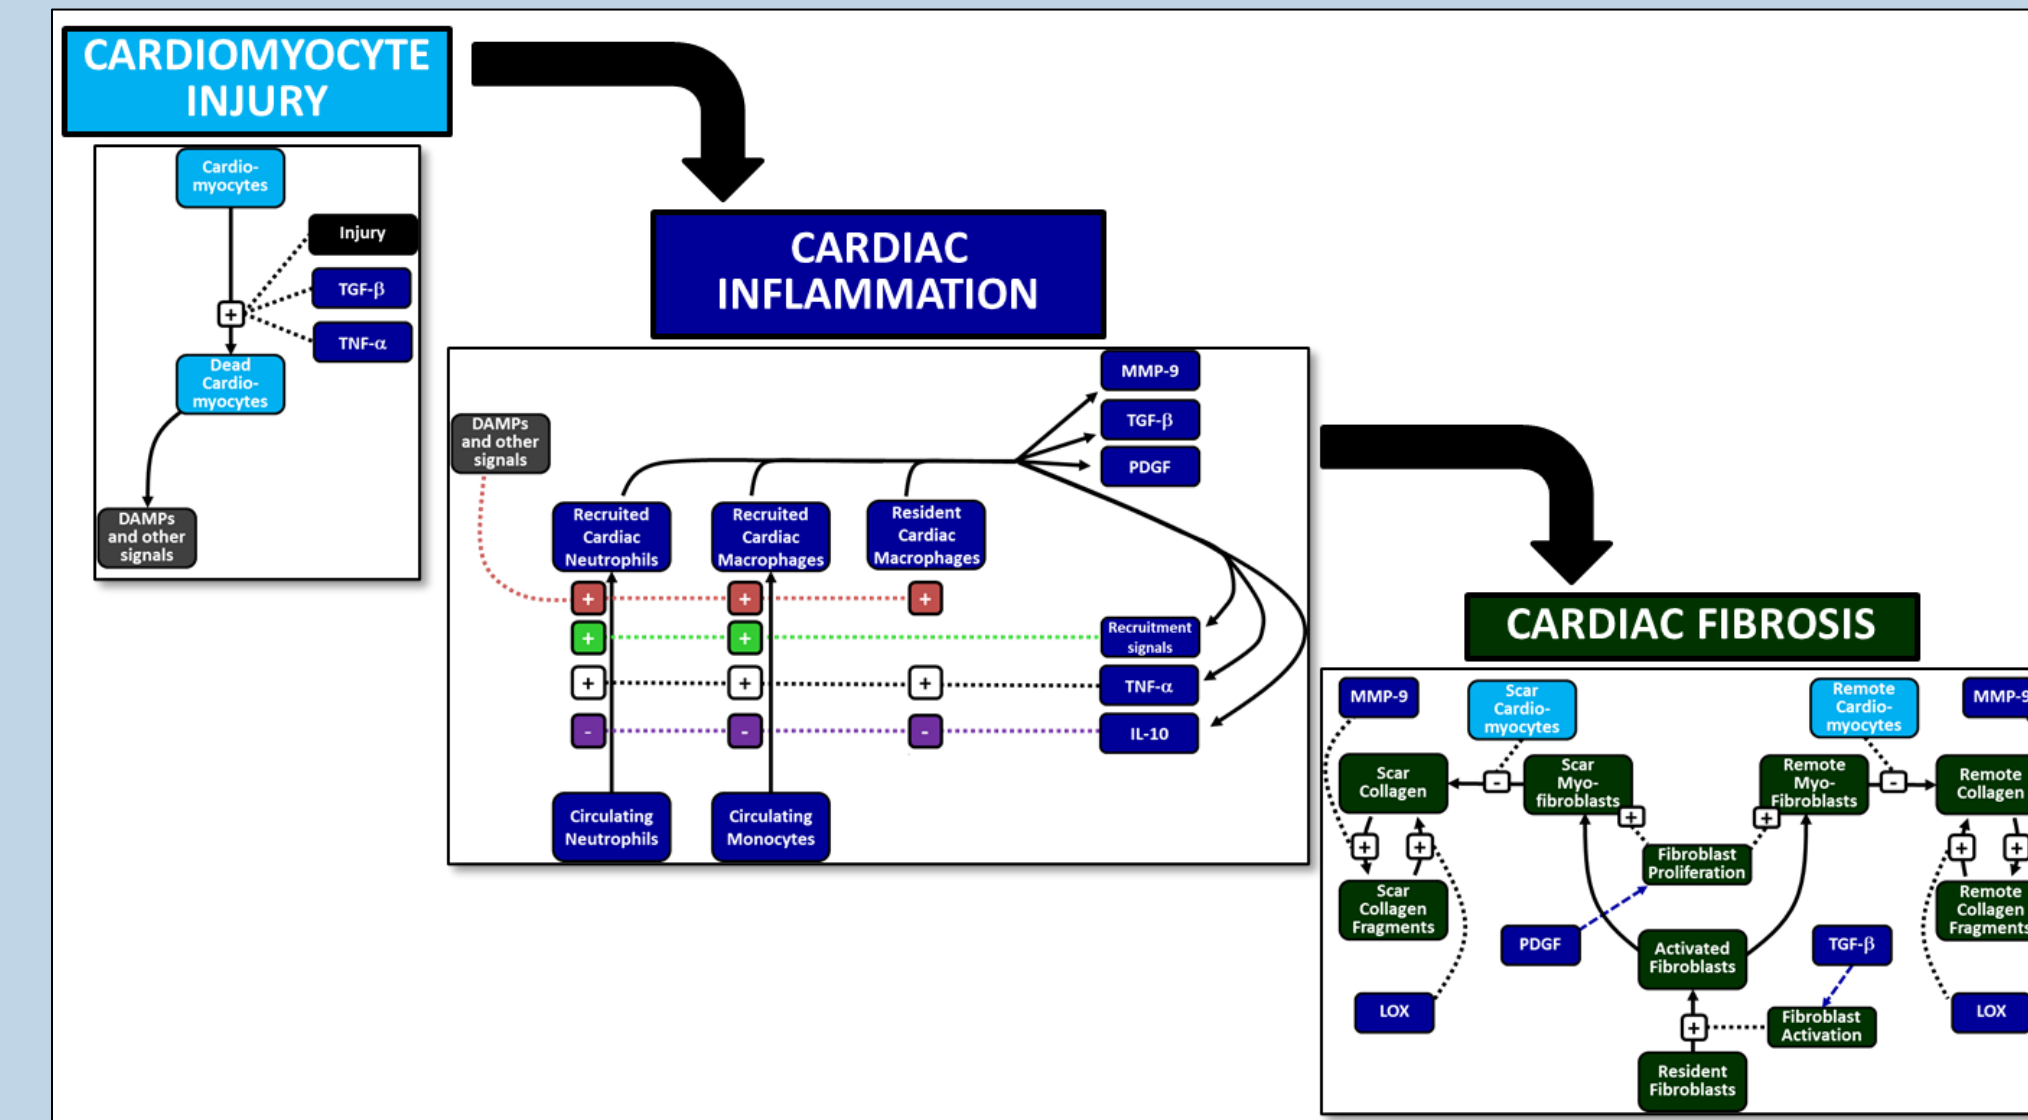 CARDIOMYOCYTE
INJURY
Cardio-
myocytes
Injury
TGF-β
TNF-α
+
Dead
Cardio-
myocytes
DAMPs
and other
signals
CARDIAC
INFLAMMATION
MMP-9
TGF-β
PDGF
DAMPs
and other
signals
Recruited
Cardiac
Neutrophils
Recruited
Cardiac
Macrophages
Resident
Cardiac
Macrophages
+ + +
+ +
Recruitment
signals
+ + +
TNF-α
- - -
IL-10
Circulating
Neutrophils
Circulating
Monocytes
CARDIAC FIBROSIS
MMP-9
Scar
Cardio-
myocytes
Remote
Cardio-
myocytes
MMP-9
Scar
Collagen
-
Scar
Myo-
fibroblasts
+
Remote
Myo-
Fibroblasts
+
-
Remote
Collagen
+ +
Fibroblast
Proliferation
+ +
Scar
Collagen
Fragments
Remote
Collagen
Fragments
PDGF
Activated
Fibroblasts
TGF-β
LOX
+
Fibroblast
Activation
LOX
Resident
Fibroblasts